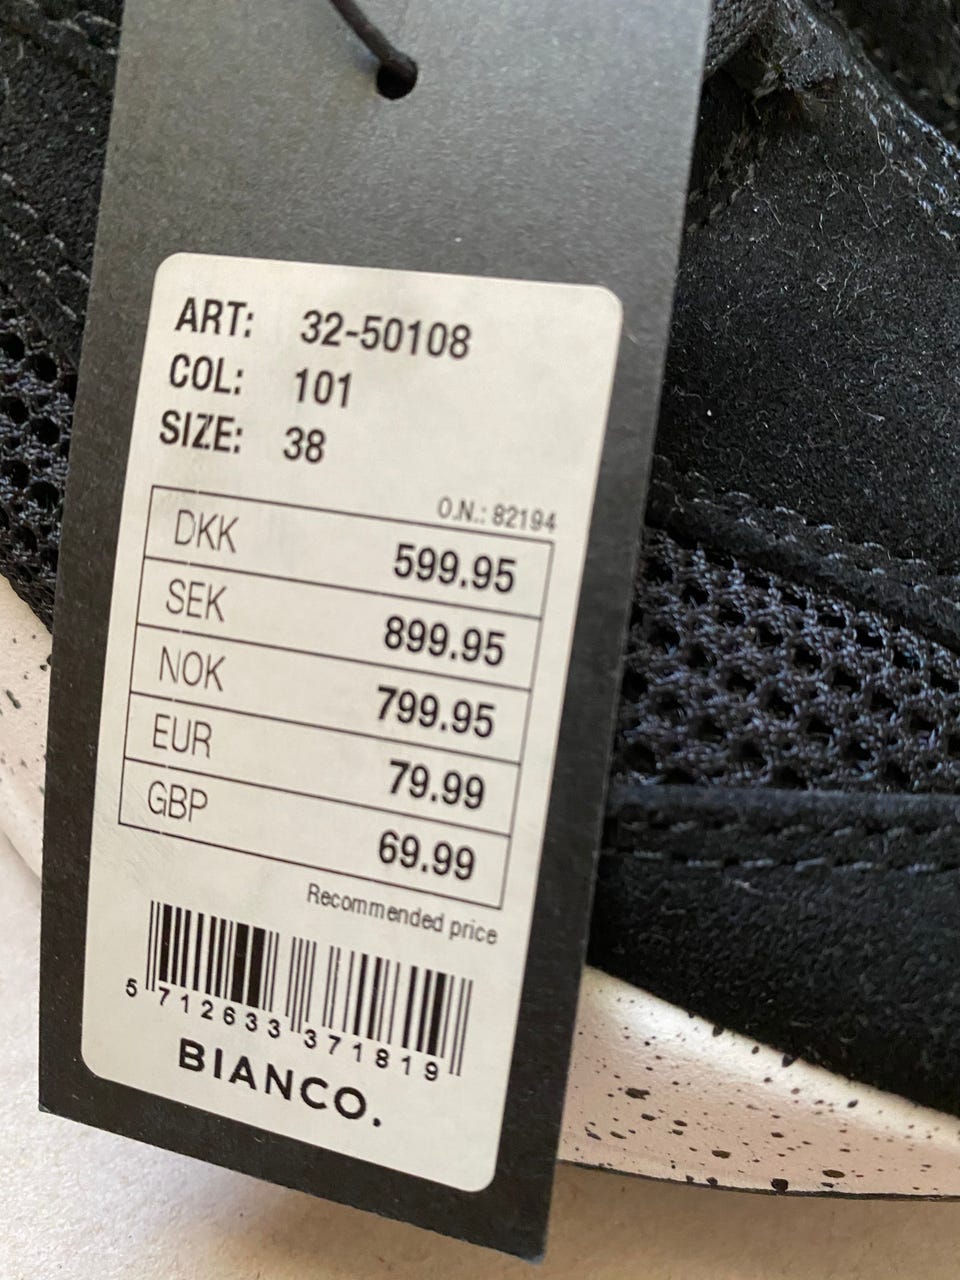 ART: 32-50108
COL: 101
SIZE: 38
O.N.: 82194
DKK 599.95
SEK 899.95
NOK 799.95
EUR 79.99
GBP 69.99
Recommended price
5 712633 371819
BIANCO.